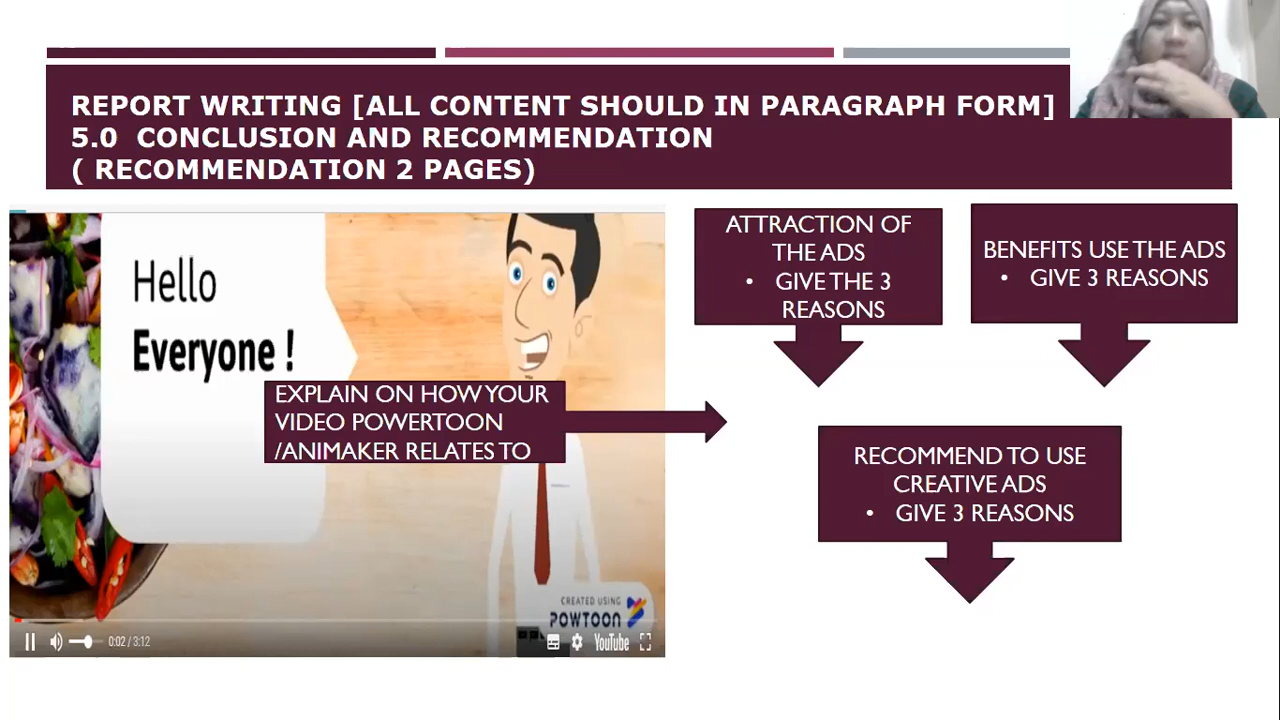 REPORT WRITING [ALL CONTENT SHOULD IN PARAGRAPH FORM]
5.0 CONCLUSION AND RECOMMENDATION
( RECOMMENDATION 2 PAGES)
Hello
Everyone !
EXPLAIN ON HOW YOUR
VIDEO POWERTOON
/ANIMAKER RELATES TO
CREATED USING
POWTOON
0:02 / 3:12
YouTube
ATTRACTION OF
THE ADS
• GIVE THE 3
REASONS
BENEFITS USE THE ADS
• GIVE 3 REASONS
RECOMMEND TO USE
CREATIVE ADS
• GIVE 3 REASONS